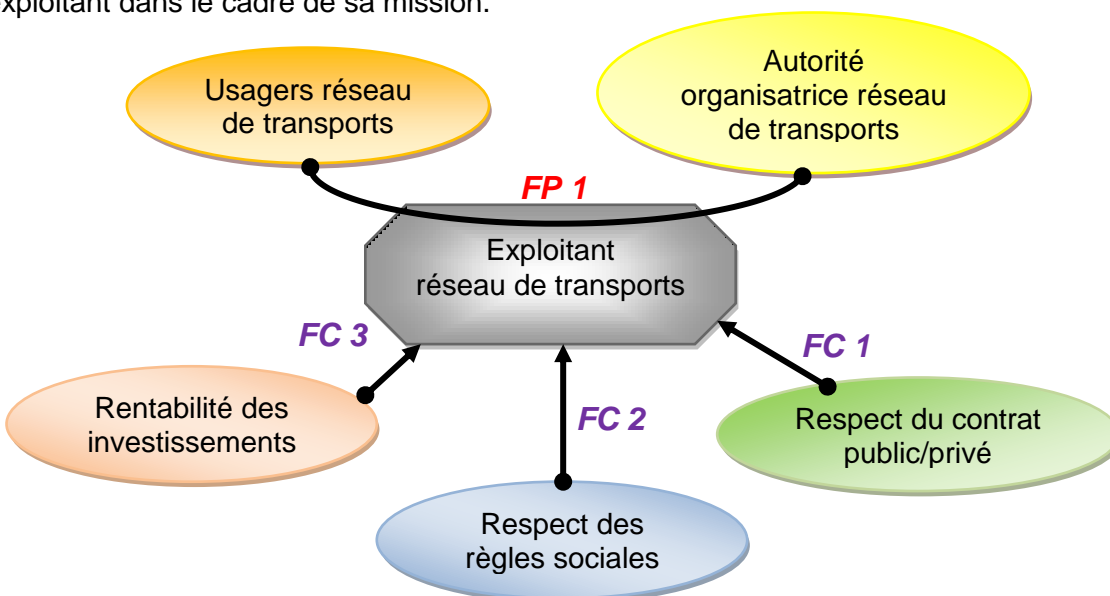 exploitant dans le cadre de sa mission.
Usagers réseau
de transports
Autorité
organisatrice réseau
de transports
FP 1
Exploitant
réseau de transports
FC 3
FC 1
FC 2
Rentabilité des
investissements
Respect du contrat
public/privé
Respect des
règles sociales